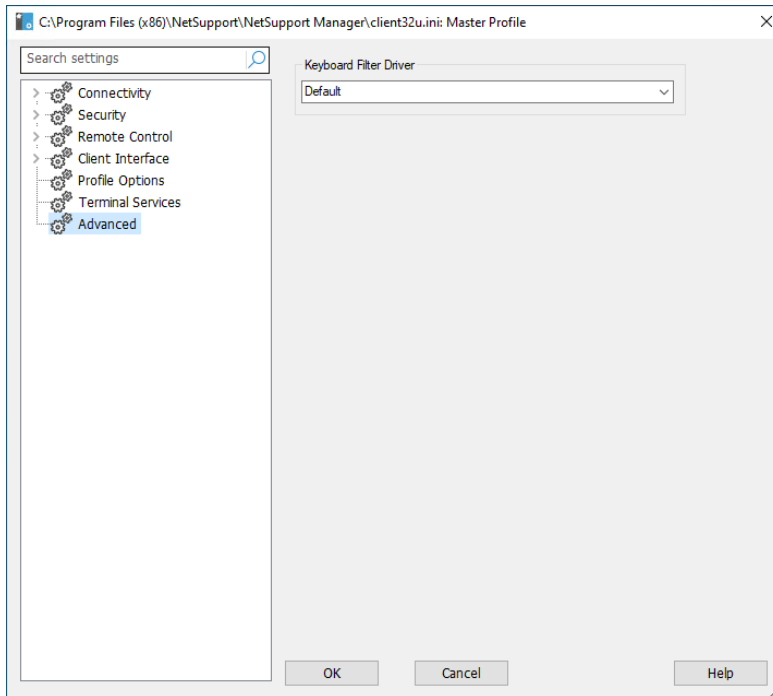 C:\Program Files (x86)\NetSupport\NetSupport Manager\client32u.ini: Master Profile
Search settings
Connectivity
Security
Remote Control
Client Interface
Profile Options
Terminal Services
Advanced
Keyboard Filter Driver
Default
OK
Cancel
Help